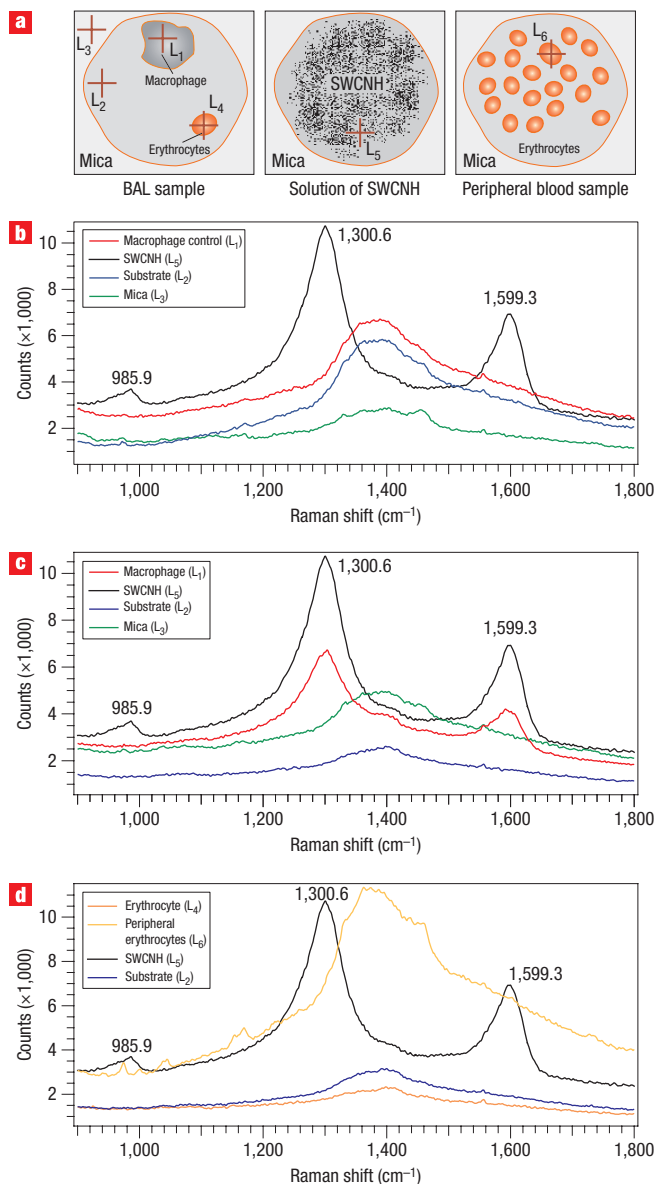 a
L3
L1
L6
Macrophage
L2
L4
SWCNH
Erythrocytes
L5
Erythrocytes
Mica
Mica
Mica
BAL sample
Solution of SWCNH
Peripheral blood sample
b
Macrophage control (L1)
SWCNH (L5)
Substrate (L2)
Mica (L3)
1,300.6
1,599.3
985.9
Counts (×1,000)
10
8
6
4
2
1,000
1,200
1,400
1,600
1,800
Raman shift (cm–1)
c
Macrophage (L1)
SWCNH (L5)
Substrate (L2)
Mica (L3)
1,300.6
1,599.3
985.9
Counts (×1,000)
10
8
6
4
2
1,000
1,200
1,400
1,600
1,800
Raman shift (cm–1)
d
Erythrocyte (L4)
Peripheral
erythrocytes (L6)
SWCNH (L5)
Substrate (L2)
1,300.6
1,599.3
985.9
Counts (×1,000)
10
8
6
4
2
1,000
1,200
1,400
1,600
1,800
Raman shift (cm–1)